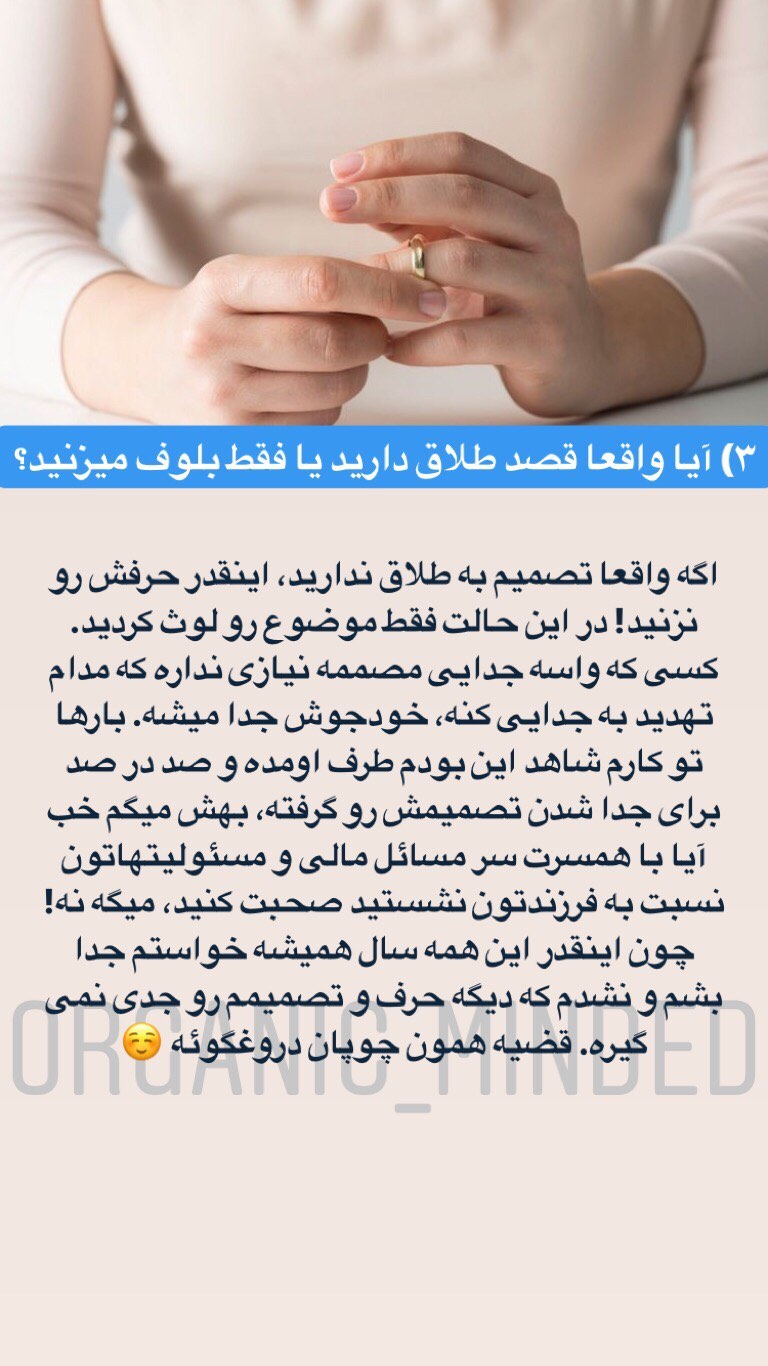 ۳) آیا واقعا قصد طلاق دارید یا فقط بلوف میزنید؟
اگه واقعا تصمیم به طلاق ندارید، اینقدر حرفش رو
نزنید! در این حالت فقط موضوع رو لوث کردید.
کسی که واسه جدایی مصممه نیازی نداره که مدام
تهدید به جدایی کنه، خودجوش جدا میشه. بارها
تو کارم شاهد این بودم طرف اومده و صد در صد
برای جدا شدن تصمیمش رو گرفته، بهش میگم خب
آیا با همسرت سر مسائل مالی و مسئولیتهاتون
نسبت به فرزندتون نشستید صحبت کنید، میگه نه!
چون اینقدر این همه سال همیشه خواستم جدا
بشم و نشدم که دیگه حرف و تصمیمم رو جدی نمی
گیره. قضیه همون چوپان دروغگوئه ☺️
ORGANIC_MINDED